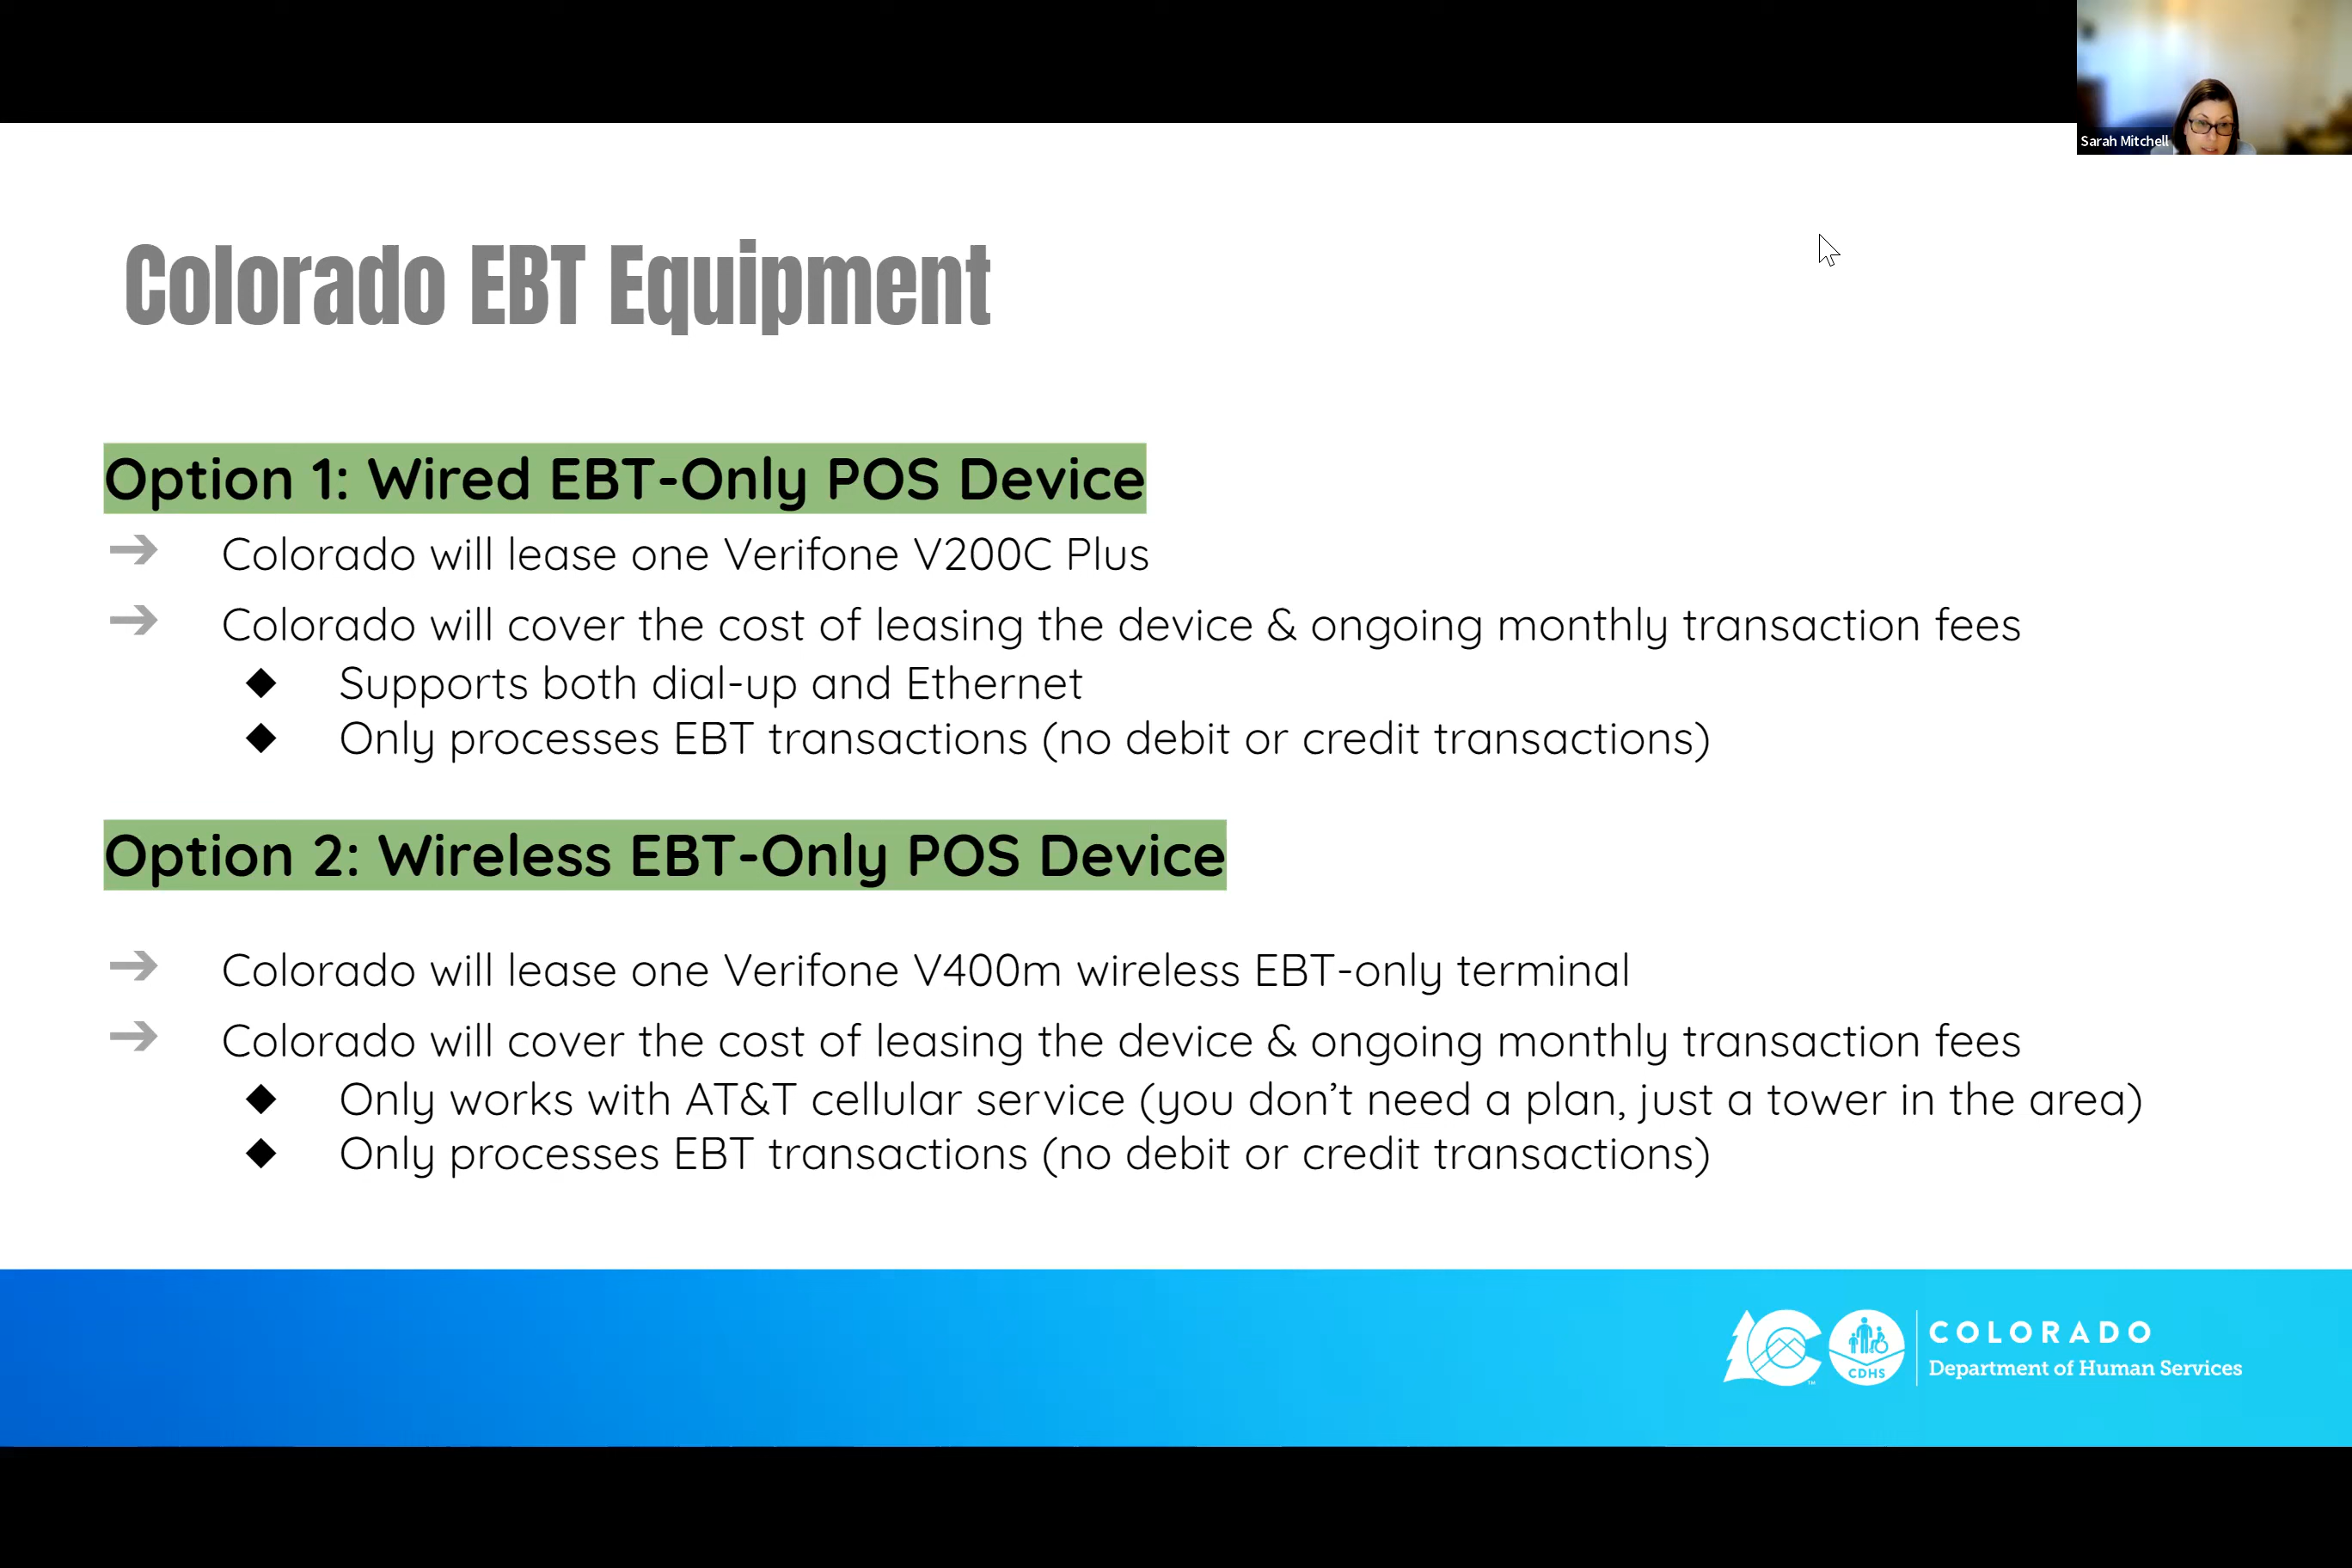 Sarah Mitchell
Colorado EBT Equipment
Option 1: Wired EBT-Only POS Device
➔ Colorado will lease one Verifone V200C Plus
➔ Colorado will cover the cost of leasing the device & ongoing monthly transaction fees
◆ Supports both dial-up and Ethernet
◆ Only processes EBT transactions (no debit or credit transactions)
Option 2: Wireless EBT-Only POS Device
➔ Colorado will lease one Verifone V400m wireless EBT-only terminal
➔ Colorado will cover the cost of leasing the device & ongoing monthly transaction fees
◆ Only works with AT&T cellular service (you don’t need a plan, just a tower in the area)
◆ Only processes EBT transactions (no debit or credit transactions)
CDHS
COLORADO
Department of Human Services
TM